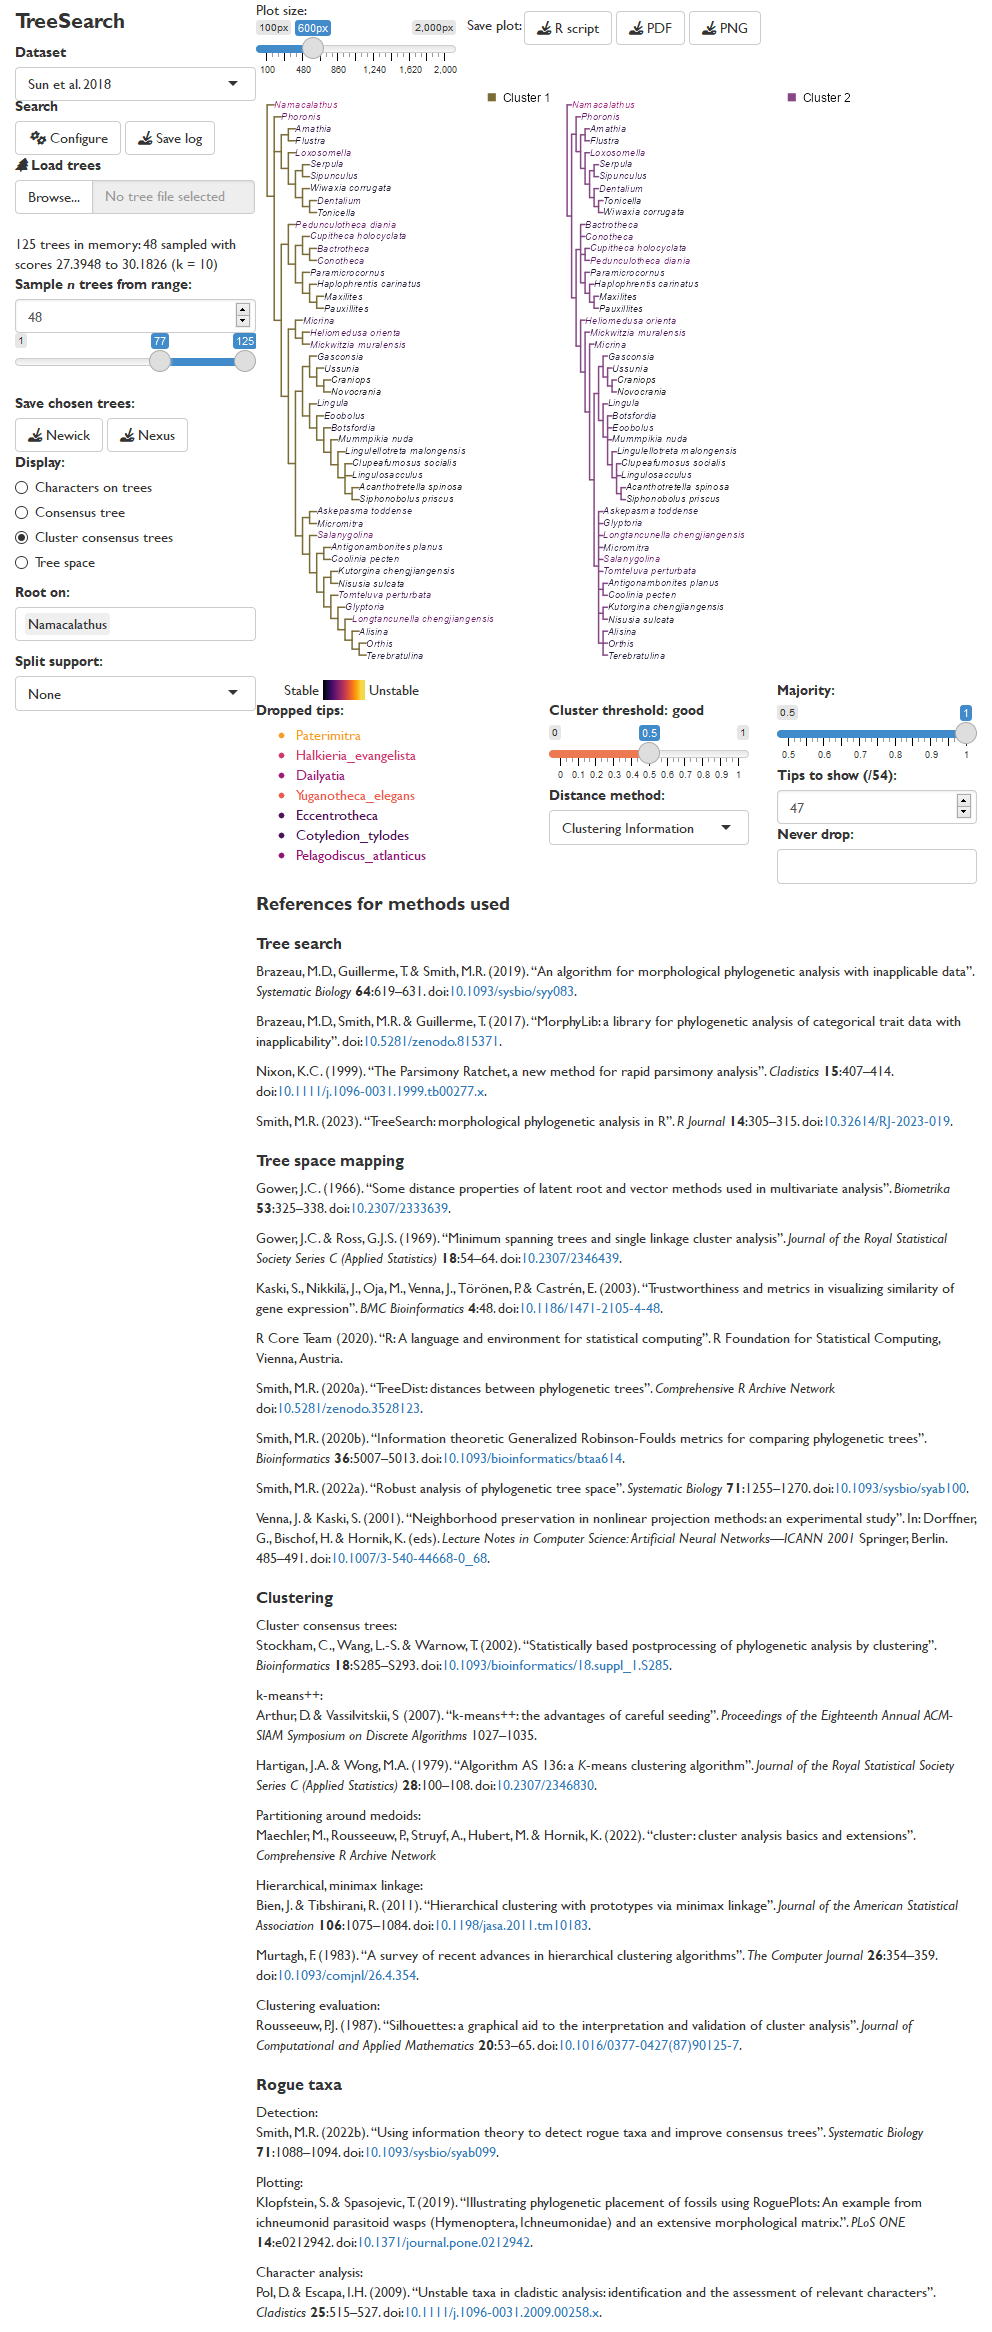 TreeSearch
Dataset
Sun et al. 2018
Search
Configure
Save log
Load trees
Browse...
No tree file selected
125 trees in memory: 48 sampled with
scores 27.3948 to 30.1826 (k = 10)
Sample n trees from range:
48
1
77
125
Save chosen trees:
Newick
Nexus
Display:
Characters on trees
Consensus tree
Cluster consensus trees
Tree space
Root on:
Namacalathus
Split support:
None
Plot size:
100px
600px
2,000px
100 480 860 1,240 1,620 2,000
Save plot:
R script
PDF
PNG
Cluster 1
Namacalathus
Phoronis
Amathia
Flustra
Loxosomella
Serpula
Sipunculus
Wiwaxia corrugata
Dentalium
Tonicella
Pedunculotheca diania
Cupitheca holocyclata
Bactrotheca
Conotheca
Paramicrocornus
Haplophrentis carinatus
Maxilites
Pauxillites
Micrina
Heliomedusa orienta
Mickwitzia muralensis
Gasconsia
Ussunia
Craniops
Novocrania
Lingula
Eoobolus
Botsfordia
Mummpikia nuda
Lingulellotreta malongensis
Clupeafumosus socialis
Lingulosacculus
Acanthotretella spinosa
Siphonobolus priscus
Askepasma toddense
Micromitra
Salanygolina
Antigonambonites planus
Coolinia pecten
Kutorgina chengjiangensis
Nisusia sulcata
Tomteluva perturbata
Glyptoria
Longtancunella chengjiangensis
Alisina
Orthis
Terebratulina
Cluster 2
Namacalathus
Phoronis
Amathia
Flustra
Loxosomella
Serpula
Sipunculus
Dentalium
Tonicella
Wiwaxia corrugata
Bactrotheca
Conotheca
Cupitheca holocyclata
Pedunculotheca diania
Paramicrocornus
Haplophrentis carinatus
Maxilites
Pauxillites
Heliomedusa orienta
Mickwitzia muralensis
Micrina
Gasconsia
Ussunia
Craniops
Novocrania
Lingula
Botsfordia
Eoobolus
Mummpikia nuda
Lingulellotreta malongensis
Clupeafumosus socialis
Lingulosacculus
Acanthotretella spinosa
Siphonobolus priscus
Askepasma toddense
Glyptoria
Longtancunella chengjiangensis
Micromitra
Salanygolina
Tomteluva perturbata
Antigonambonites planus
Coolinia pecten
Kutorgina chengjiangensis
Nisusia sulcata
Alisina
Orthis
Terebratulina
Stable
Unstable
Dropped tips:
Paterimitra
Halkieria_evangelista
Dailyatia
Yuganotheca_elegans
Eccentrotheca
Cotyledion_tylodes
Pelagodiscus_atlanticus
Cluster threshold: good
0
0.5
1
0 0.1 0.2 0.3 0.4 0.5 0.6 0.7 0.8 0.9 1
Distance method:
Clustering Information
Majority:
0.5
1
0.5 0.6 0.7 0.8 0.9 1
Tips to show (/54):
47
Never drop:
References for methods used
Tree search
Brazeau, M.D., Guillerme, T. & Smith, M.R. (2019). “An algorithm for morphological phylogenetic analysis with inapplicable data”.
Systematic Biology 64:619–631. doi:10.1093/sysbio/syy083.
Brazeau, M.D., Smith, M.R. & Guillerme, T. (2017). “MorphyLib: a library for phylogenetic analysis of categorical trait data with
inapplicability”. doi:10.5281/zenodo.815371.
Nixon, K.C. (1999). “The Parsimony Ratchet, a new method for rapid parsimony analysis”. Cladistics 15:407–414.
doi:10.1111/j.1096-0031.1999.tb00277.x.
Smith, M.R. (2023). “TreeSearch: morphological phylogenetic analysis in R”. R Journal 14:305–315. doi:10.32614/RJ-2023-019.
Tree space mapping
Gower, J.C. (1966). “Some distance properties of latent root and vector methods used in multivariate analysis”. Biometrika
53:325–338. doi:10.2307/2333639.
Gower, J.C. & Ross, G.J.S. (1969). “Minimum spanning trees and single linkage cluster analysis”. Journal of the Royal Statistical
Society Series C (Applied Statistics) 18:54–64. doi:10.2307/2346439.
Kaski, S., Nikkilä, J., Oja, M., Venna, J., Törönen, P. & Castrén, E. (2003). “Trustworthiness and metrics in visualizing similarity of
gene expression”. BMC Bioinformatics 4:48. doi:10.1186/1471-2105-4-48.
R Core Team (2020). “R: A language and environment for statistical computing”. R Foundation for Statistical Computing,
Vienna, Austria.
Smith, M.R. (2020a). “TreeDist: distances between phylogenetic trees”. Comprehensive R Archive Network
doi:10.5281/zenodo.3528123.
Smith, M.R. (2020b). “Information theoretic Generalized Robinson-Foulds metrics for comparing phylogenetic trees”.
Bioinformatics 36:5007–5013. doi:10.1093/bioinformatics/btaa614.
Smith, M.R. (2022a). “Robust analysis of phylogenetic tree space”. Systematic Biology 71:1255–1270. doi:10.1093/sysbio/syab100.
Venna, J. & Kaski, S. (2001). “Neighborhood preservation in nonlinear projection methods: an experimental study”. In: Dorffner,
G., Bischof, H. & Hornik, K. (eds). Lecture Notes in Computer Science: Artificial Neural Networks—ICANN 2001 Springer, Berlin.
485–491. doi:10.1007/3-540-44668-0_68.
Clustering
Cluster consensus trees:
Stockham, C., Wang, L.-S. & Warnow, T. (2002). “Statistically based postprocessing of phylogenetic analysis by clustering”.
Bioinformatics 18:S285–S293. doi:10.1093/bioinformatics/18.suppl_1.S285.
k-means++:
Arthur, D. & Vassilvitskii, S (2007). “k-means++: the advantages of careful seeding”. Proceedings of the Eighteenth Annual ACM-
SIAM Symposium on Discrete Algorithms 1027–1035.
Hartigan, J.A. & Wong, M.A. (1979). “Algorithm AS 136: a K-means clustering algorithm”. Journal of the Royal Statistical Society
Series C (Applied Statistics) 28:100–108. doi:10.2307/2346830.
Partitioning around medoids:
Maechler, M., Rousseeuw, P., Struyf, A., Hubert, M. & Hornik, K. (2022). “cluster: cluster analysis basics and extensions”.
Comprehensive R Archive Network
Hierarchical, minimax linkage:
Bien, J. & Tibshirani, R. (2011). “Hierarchical clustering with prototypes via minimax linkage”. Journal of the American Statistical
Association 106:1075–1084. doi:10.1198/jasa.2011.tm10183.
Murtagh, F. (1983). “A survey of recent advances in hierarchical clustering algorithms”. The Computer Journal 26:354–359.
doi:10.1093/comjnl/26.4.354.
Clustering evaluation:
Rousseeuw, P.J. (1987). “Silhouettes: a graphical aid to the interpretation and validation of cluster analysis”. Journal of
Computational and Applied Mathematics 20:53–65. doi:10.1016/0377-0427(87)90125-7.
Rogue taxa
Detection:
Smith, M.R. (2022b). “Using information theory to detect rogue taxa and improve consensus trees”. Systematic Biology
71:1088–1094. doi:10.1093/sysbio/syab099.
Plotting:
Klopfstein, S. & Spasojevic, T. (2019). “Illustrating phylogenetic placement of fossils using RoguePlots: An example from
ichneumonid parasitoid wasps (Hymenoptera, Ichneumonidae) and an extensive morphological matrix.”. PLoS ONE
14:e0212942. doi:10.1371/journal.pone.0212942.
Character analysis:
Pol, D. & Escapa, I.H. (2009). “Unstable taxa in cladistic analysis: identification and the assessment of relevant characters”.
Cladistics 25:515–527. doi:10.1111/j.1096-0031.2009.00258.x.